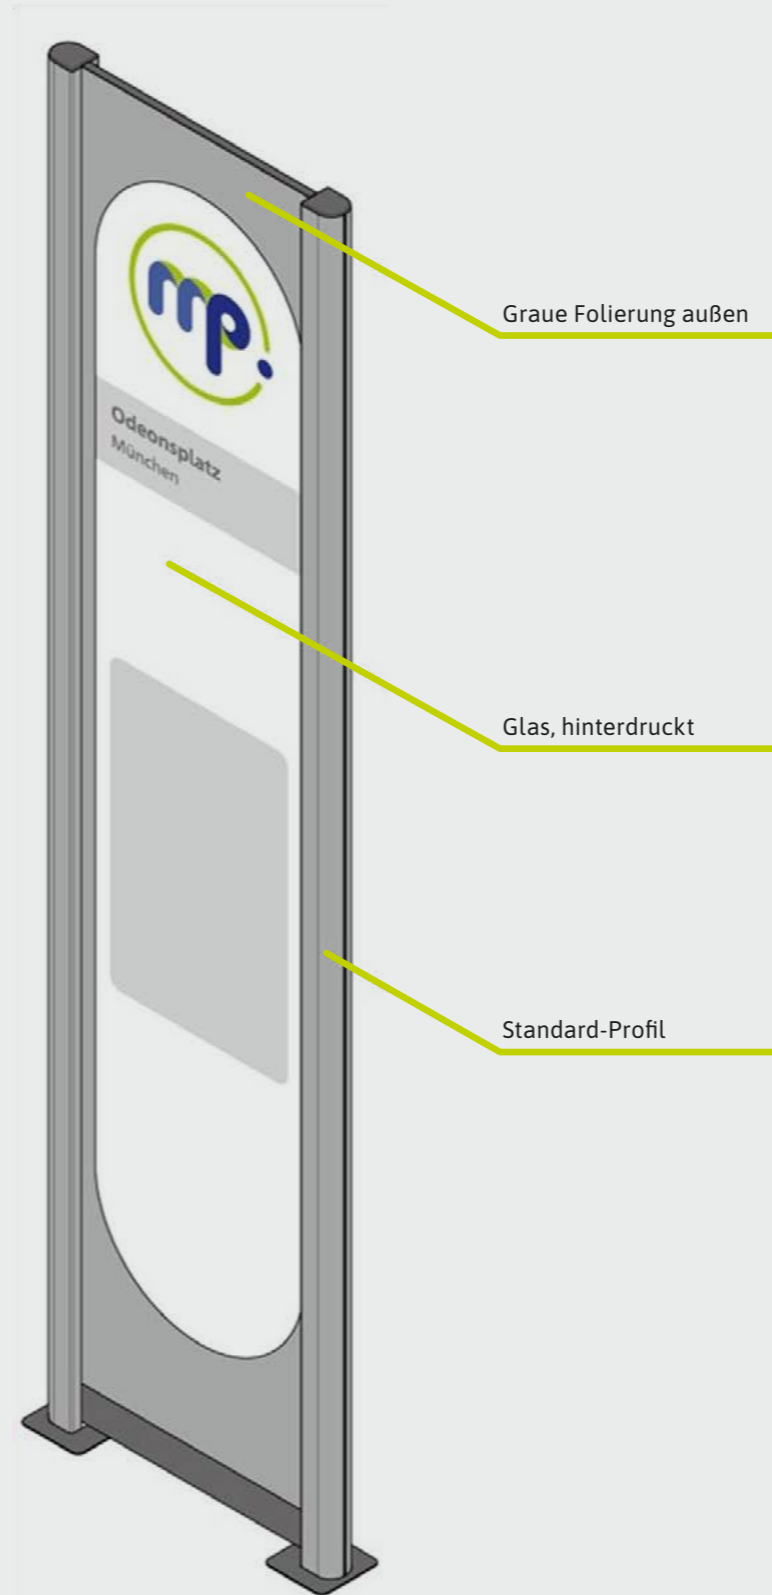 mp.
Odeonsplatz
München
Graue Folierung außen
Glas, hinterdruckt
Standard-Profil